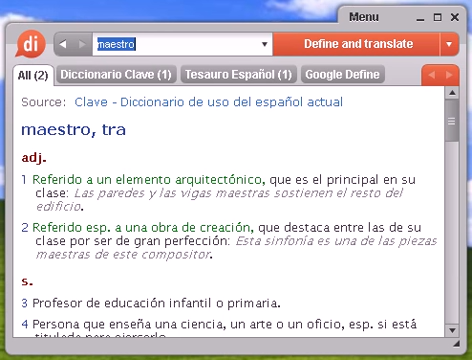 Menu
di
maestro
Define and translate
All (2)
Diccionario Clave (1)
Tesauro Español (1)
Google Define
Source: Clave - Diccionario de uso del español actual
maestro, tra
adj.
1 Referido a un elemento arquitectónico, que es el principal en su
clase: Las paredes y las vigas maestras sostienen el resto del
edificio.
2 Referido esp. a una obra de creación, que destaca entre las de su
clase por ser de gran perfección: Esta sinfonía es una de las piezas
maestras de este compositor.
s.
3 Profesor de educación infantil o primaria.
4 Persona que enseña una ciencia, un arte o un oficio, esp. si está
titulada para ejercerlo